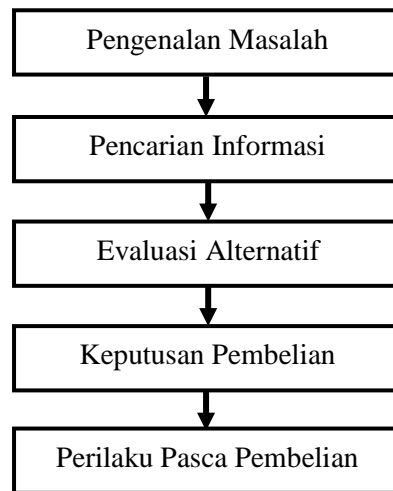 Pengenalan Masalah
Pencarian Informasi
Evaluasi Alternatif
Keputusan Pembelian
Perilaku Pasca Pembelian